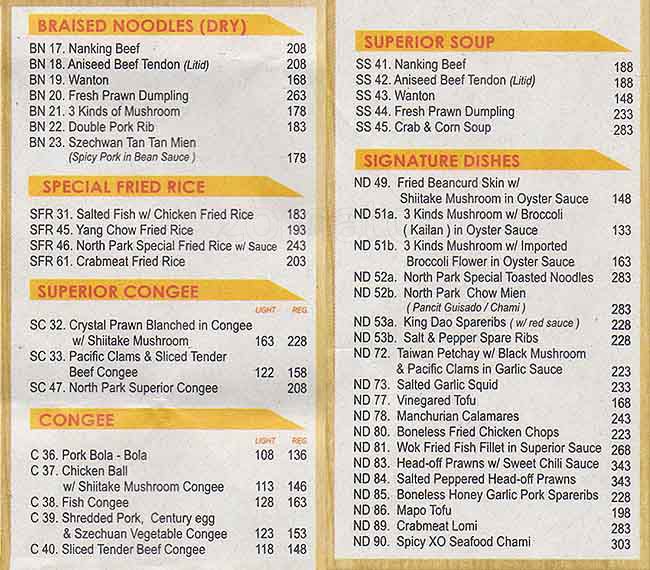 BRAISED NOODLES (DRY)
BN 17. Nanking Beef 208
BN 18. Aniseed Beef Tendon (Litid) 208
BN 19. Wanton 168
BN 20. Fresh Prawn Dumpling 263
BN 21. 3 Kinds of Mushroom 178
BN 22. Double Pork Rib 183
BN 23. Szechwan Tan Tan Mien
(Spicy Pork in Bean Sauce ) 178
SPECIAL FRIED RICE
SFR 31. Salted Fish w/ Chicken Fried Rice 183
SFR 45. Yang Chow Fried Rice 193
SFR 46. North Park Special Fried Rice w/ Sauce 243
SFR 61. Crabmeat Fried Rice 203
SUPERIOR CONGEE
LIGHT REG.
SC 32. Crystal Prawn Blanched in Congee
w/ Shiitake Mushroom 163 228
SC 33. Pacific Clams & Sliced Tender
Beef Congee 122 158
SC 47. North Park Superior Congee 208
CONGEE
LIGHT REG.
C 36. Pork Bola - Bola 108 136
C 37. Chicken Ball
w/ Shiitake Mushroom Congee 113 146
C 38. Fish Congee 128 163
C 39. Shredded Pork, Century egg
& Szechuan Vegetable Congee 123 153
C 40. Sliced Tender Beef Congee 118 148
SUPERIOR SOUP
SS 41. Nanking Beef 188
SS 42. Aniseed Beef Tendon (Litid) 188
SS 43. Wanton 148
SS 44. Fresh Prawn Dumpling 233
SS 45. Crab & Corn Soup 283
SIGNATURE DISHES
ND 49. Fried Beancurd Skin w/
Shiitake Mushroom in Oyster Sauce 148
ND 51a. 3 Kinds Mushroom w/ Broccoli
( Kailan ) in Oyster Sauce 133
ND 51b. 3 Kinds Mushroom w/ Imported
Broccoli Flower in Oyster Sauce 163
ND 52a. North Park Special Toasted Noodles 283
ND 52b. North Park Chow Mien
( Pancit Guisado / Chami ) 283
ND 53a. King Dao Spareribs ( w/ red sauce ) 228
ND 53b. Salt & Pepper Spare Ribs 228
ND 72. Taiwan Petchay w/ Black Mushroom
& Pacific Clams in Garlic Sauce 223
ND 73. Salted Garlic Squid 233
ND 77. Vinegared Tofu 168
ND 78. Manchurian Calamares 243
ND 80. Boneless Fried Chicken Chops 223
ND 81. Wok Fried Fish Fillet in Superior Sauce 268
ND 83. Head-off Prawns w/ Sweet Chili Sauce 343
ND 84. Salted Peppered Head-off Prawns 343
ND 85. Boneless Honey Garlic Pork Spareribs 228
ND 86. Mapo Tofu 198
ND 89. Crabmeat Lomi 283
ND 90. Spicy XO Seafood Chami 303